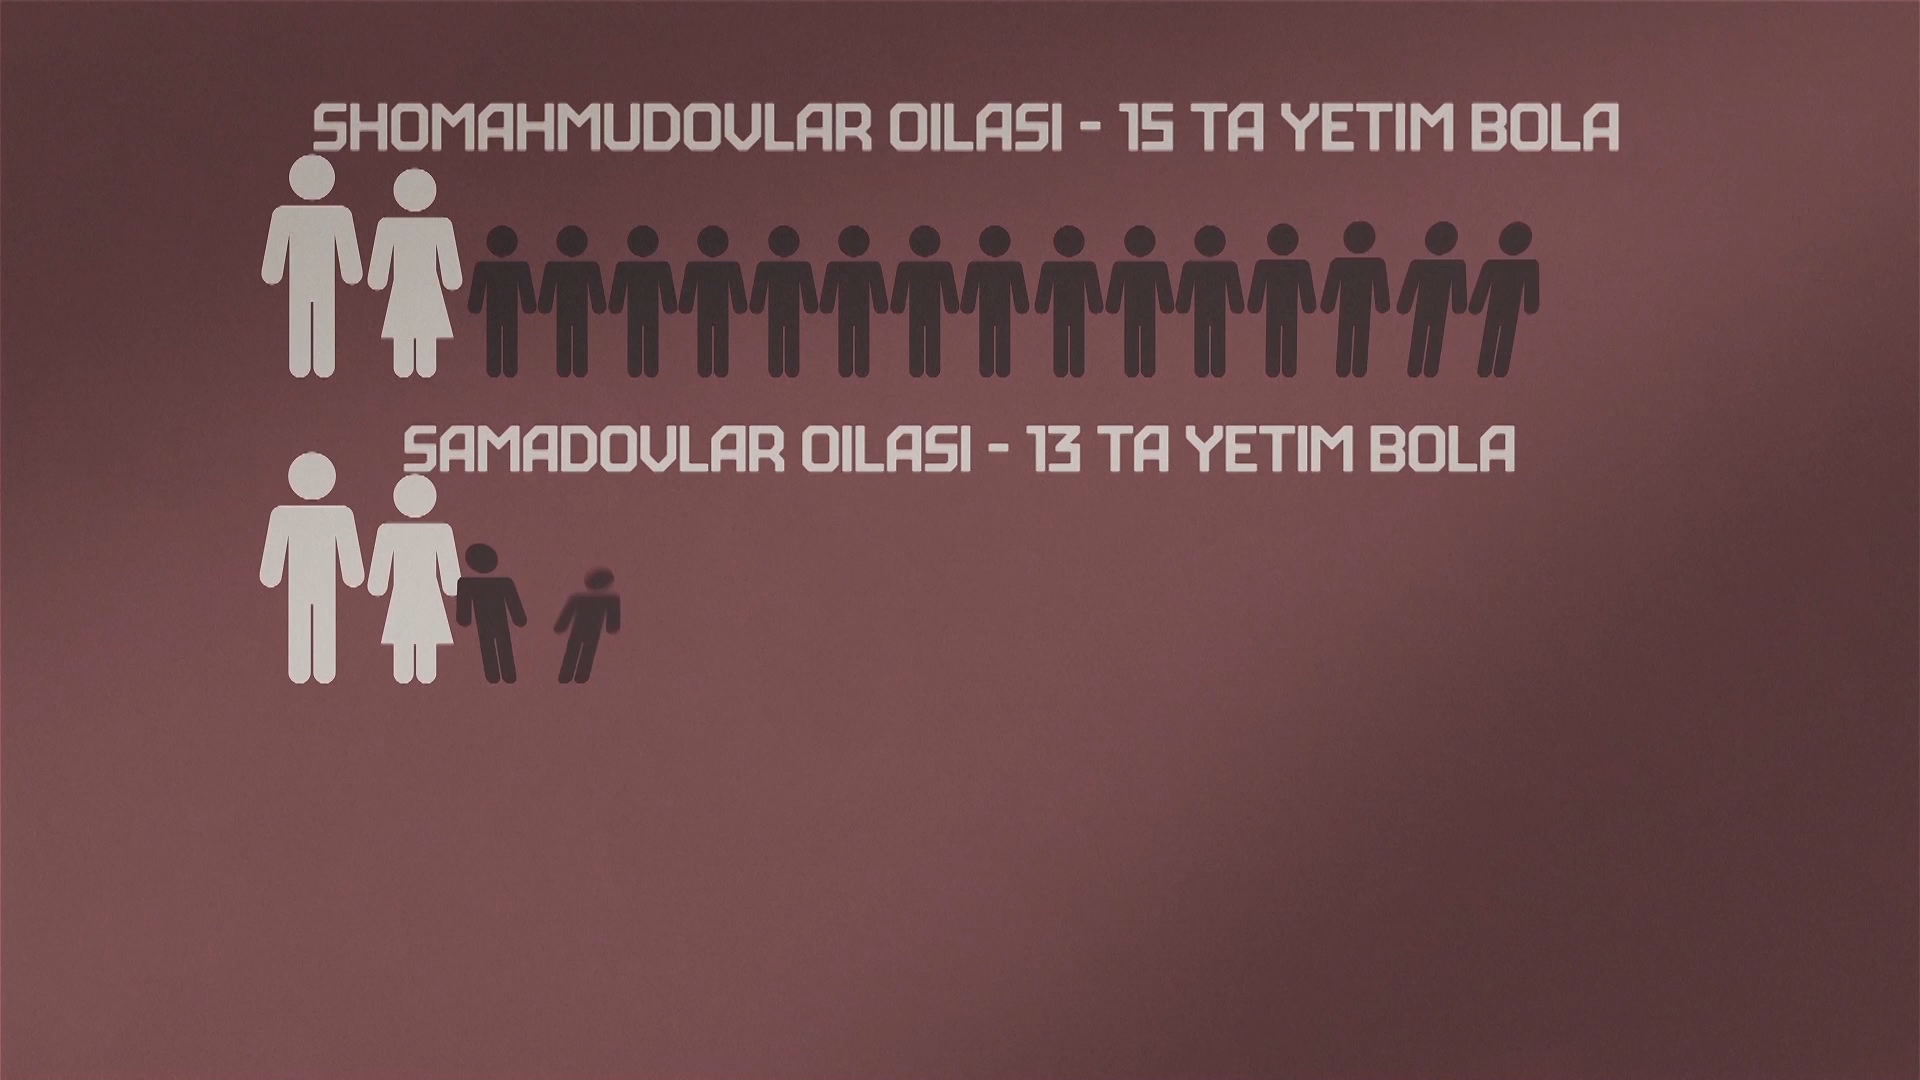 SHOMAHMUDOVLAR OILASI - 15 TA YETIM BOLA
SAMADOVLAR OILASI - 13 TA YETIM BOLA